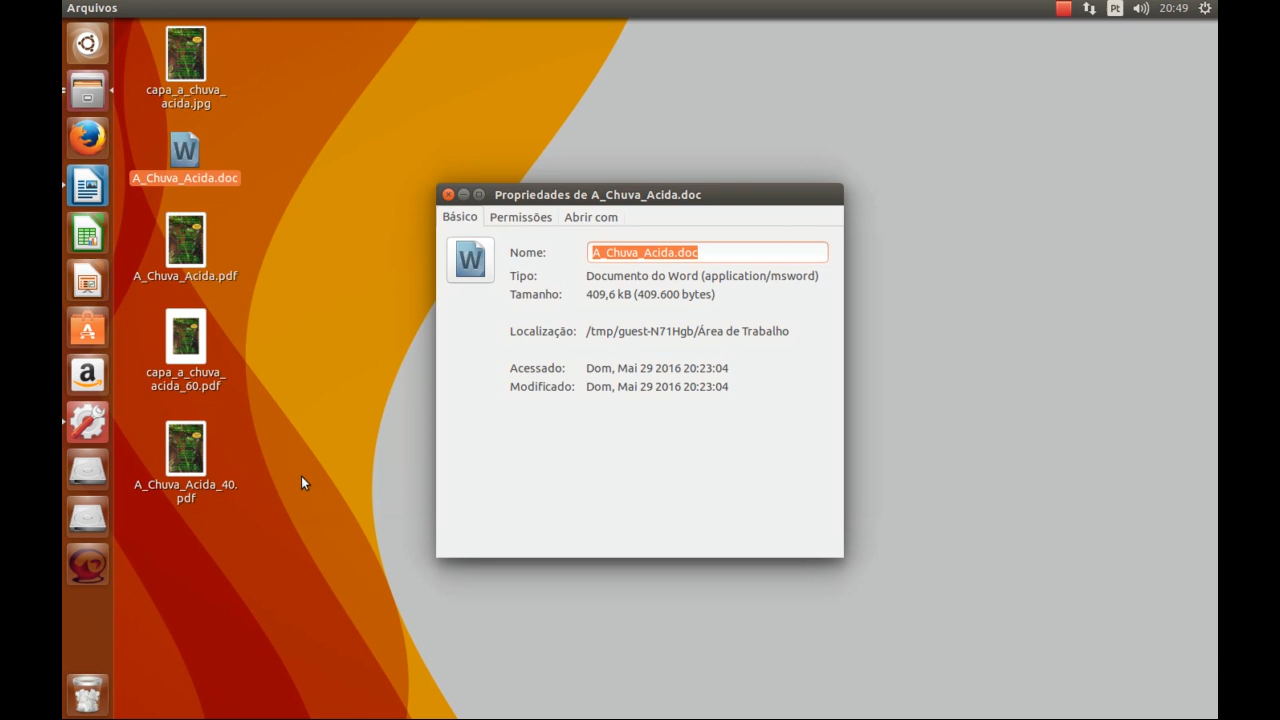 Arquivos
Pt
20:49
capa_a_chuva_
acida.jpg
W
A_Chuva_Acida.doc
A_Chuva_Acida.pdf
capa_a_chuva_
acida_60.pdf
A_Chuva_Acida_40.
pdf
Propriedades de A_Chuva_Acida.doc
Básico Permissões Abrir com
W
Nome: A_Chuva_Acida.doc
Tipo: Documento do Word (application/msword)
Tamanho: 409,6 kB (409.600 bytes)
Localização: /tmp/guest-N71Hgb/Área de Trabalho
Acessado: Dom, Mai 29 2016 20:23:04
Modificado: Dom, Mai 29 2016 20:23:04
A
a